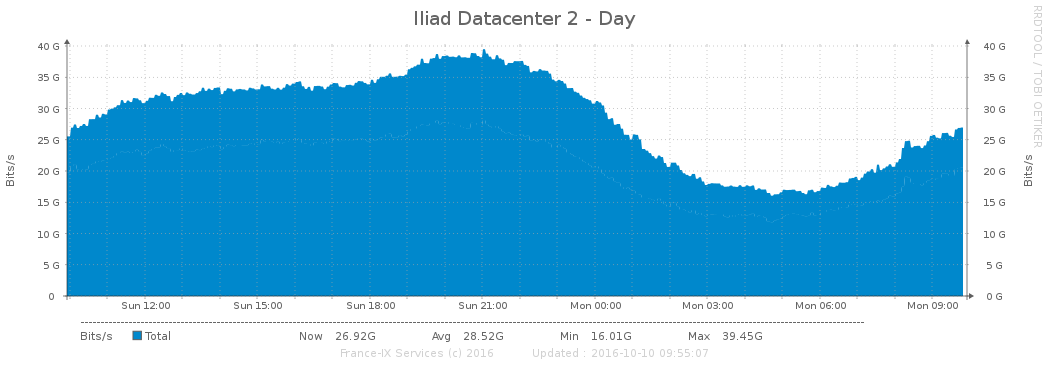 Iliad Datacenter 2 - Day
RRDTOOL / TOBI OETIKER
Bits/s
40 G
35 G
30 G
25 G
20 G
15 G
10 G
5 G
0
40 G
35 G
30 G
25 G
20 G
15 G
10 G
5 G
0 G
Bits/s
Sun 12:00 Sun 15:00 Sun 18:00 Sun 21:00 Mon 00:00 Mon 03:00 Mon 06:00 Mon 09:00
Bits/s Total Now 26.92G Avg 28.52G Min 16.01G Max 39.45G
France-IX Services (c) 2016 Updated : 2016-10-10 09:55:07